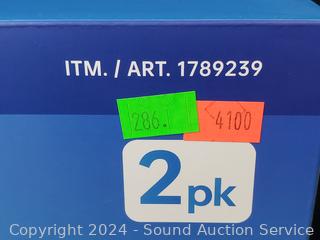 ITM. / ART. 1789239
286. 4100
2pk
Copyright 2024 - Sound Auction Service